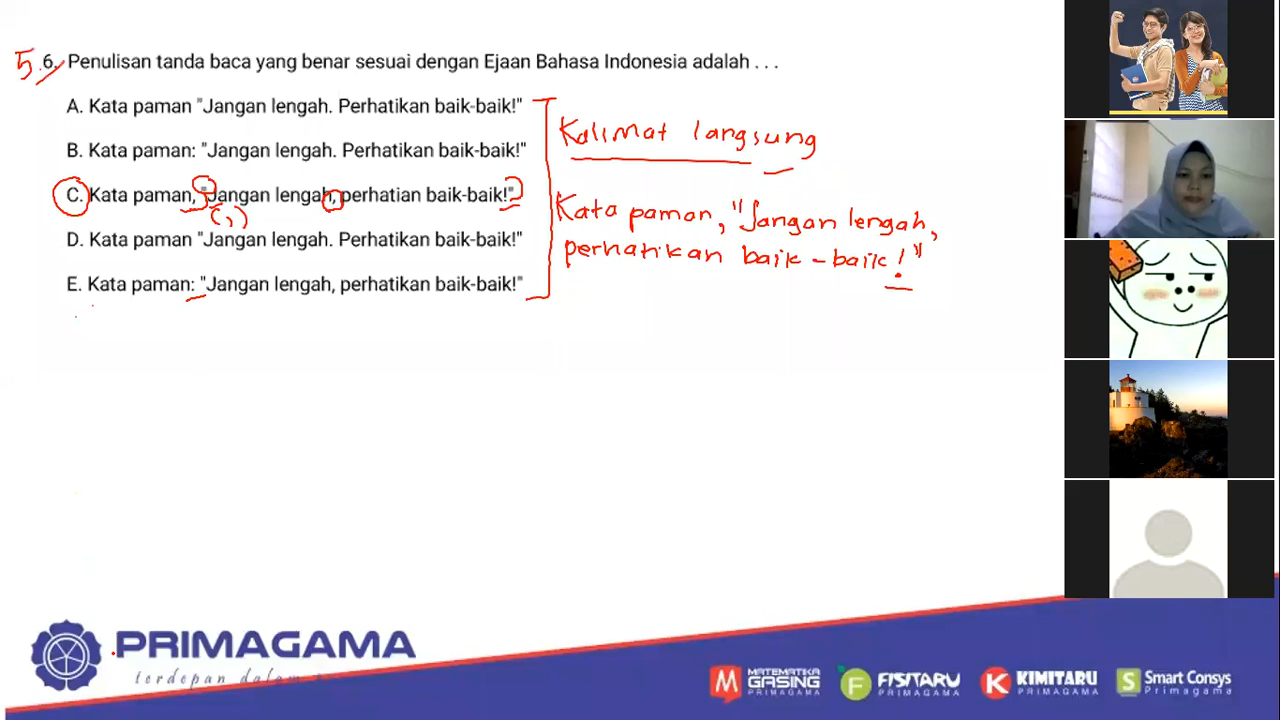 5 .6. Penulisan tanda baca yang benar sesuai dengan Ejaan Bahasa Indonesia adalah . . .
A. Kata paman "Jangan lengah. Perhatikan baik-baik!"
B. Kata paman: "Jangan lengah. Perhatikan baik-baik!"
C. Kata paman, "Jangan lengah, perhatian baik-baik!"
(,)
D. Kata paman "Jangan lengah. Perhatikan baik-baik!"
E. Kata paman: "Jangan lengah, perhatikan baik-baik!"
Kalimat langsung
Kata paman, "Jangan lengah,
perhatikan baik-baik!"
PRIMAGAMA
terdepan dalam
MATEMATIKA
GASING
PRIMAGAMA
F FISITARU
PRIMAGAMA
K KIMITARU
PRIMAGAMA
S Smart Consys
Primagama